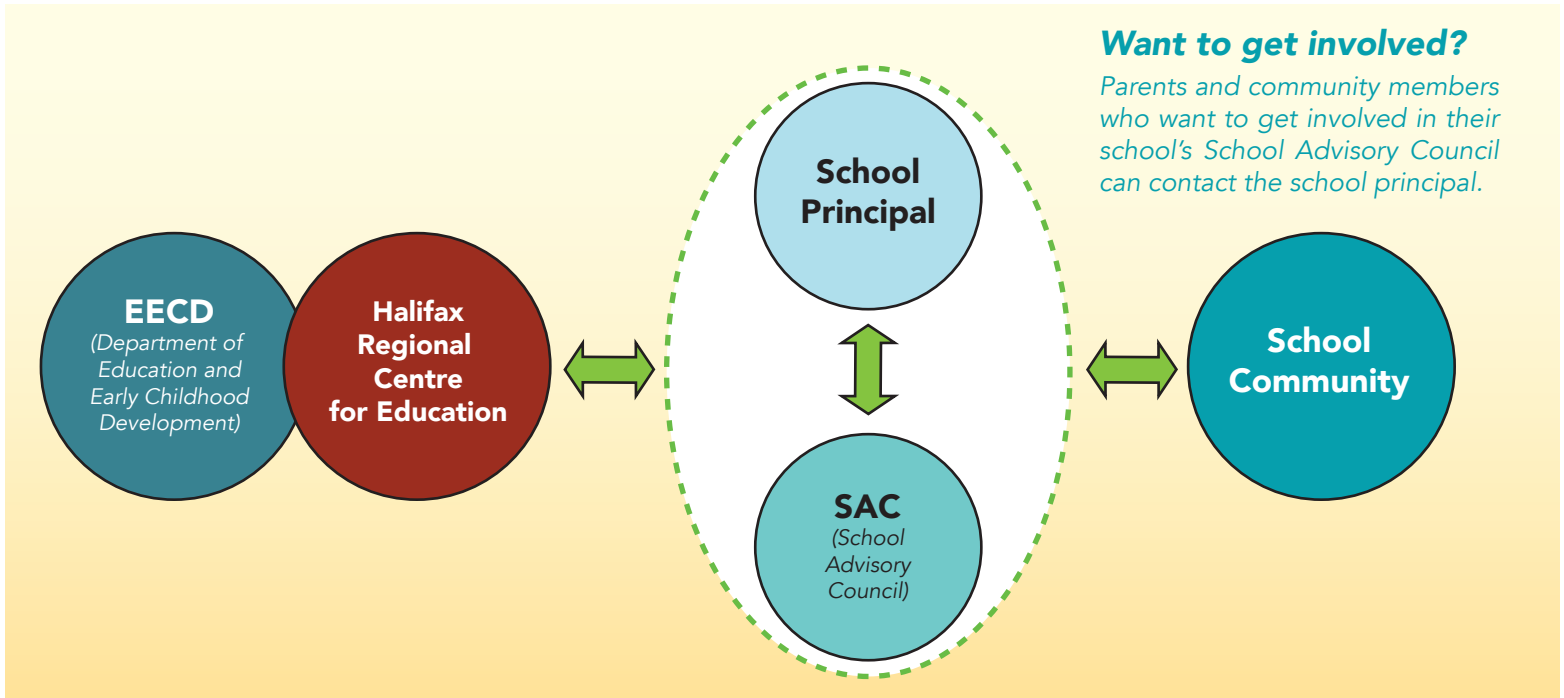 Want to get involved?
Parents and community members
who want to get involved in their
school's School Advisory Council
can contact the school principal.
EECD
(Department of
Education and
Early Childhood
Development)
Halifax
Regional
Centre
for Education
School
Principal
SAC
(School
Advisory
Council)
School
Community